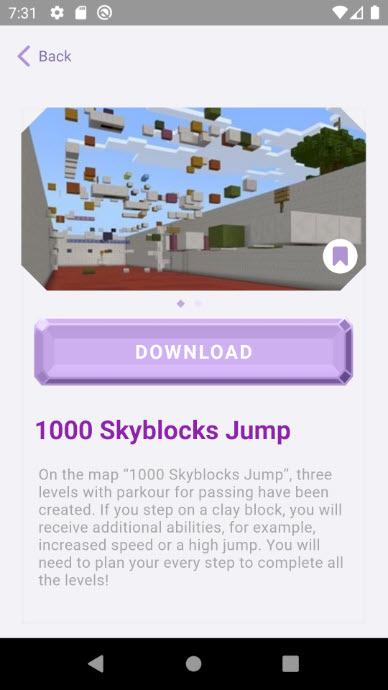 7:31
Back
DOWNLOAD
1000 Skyblocks Jump
On the map “1000 Skyblocks Jump”, three
levels with parkour for passing have been
created. If you step on a clay block, you will
receive additional abilities, for example,
increased speed or a high jump. You will
need to plan your every step to complete all
the levels!